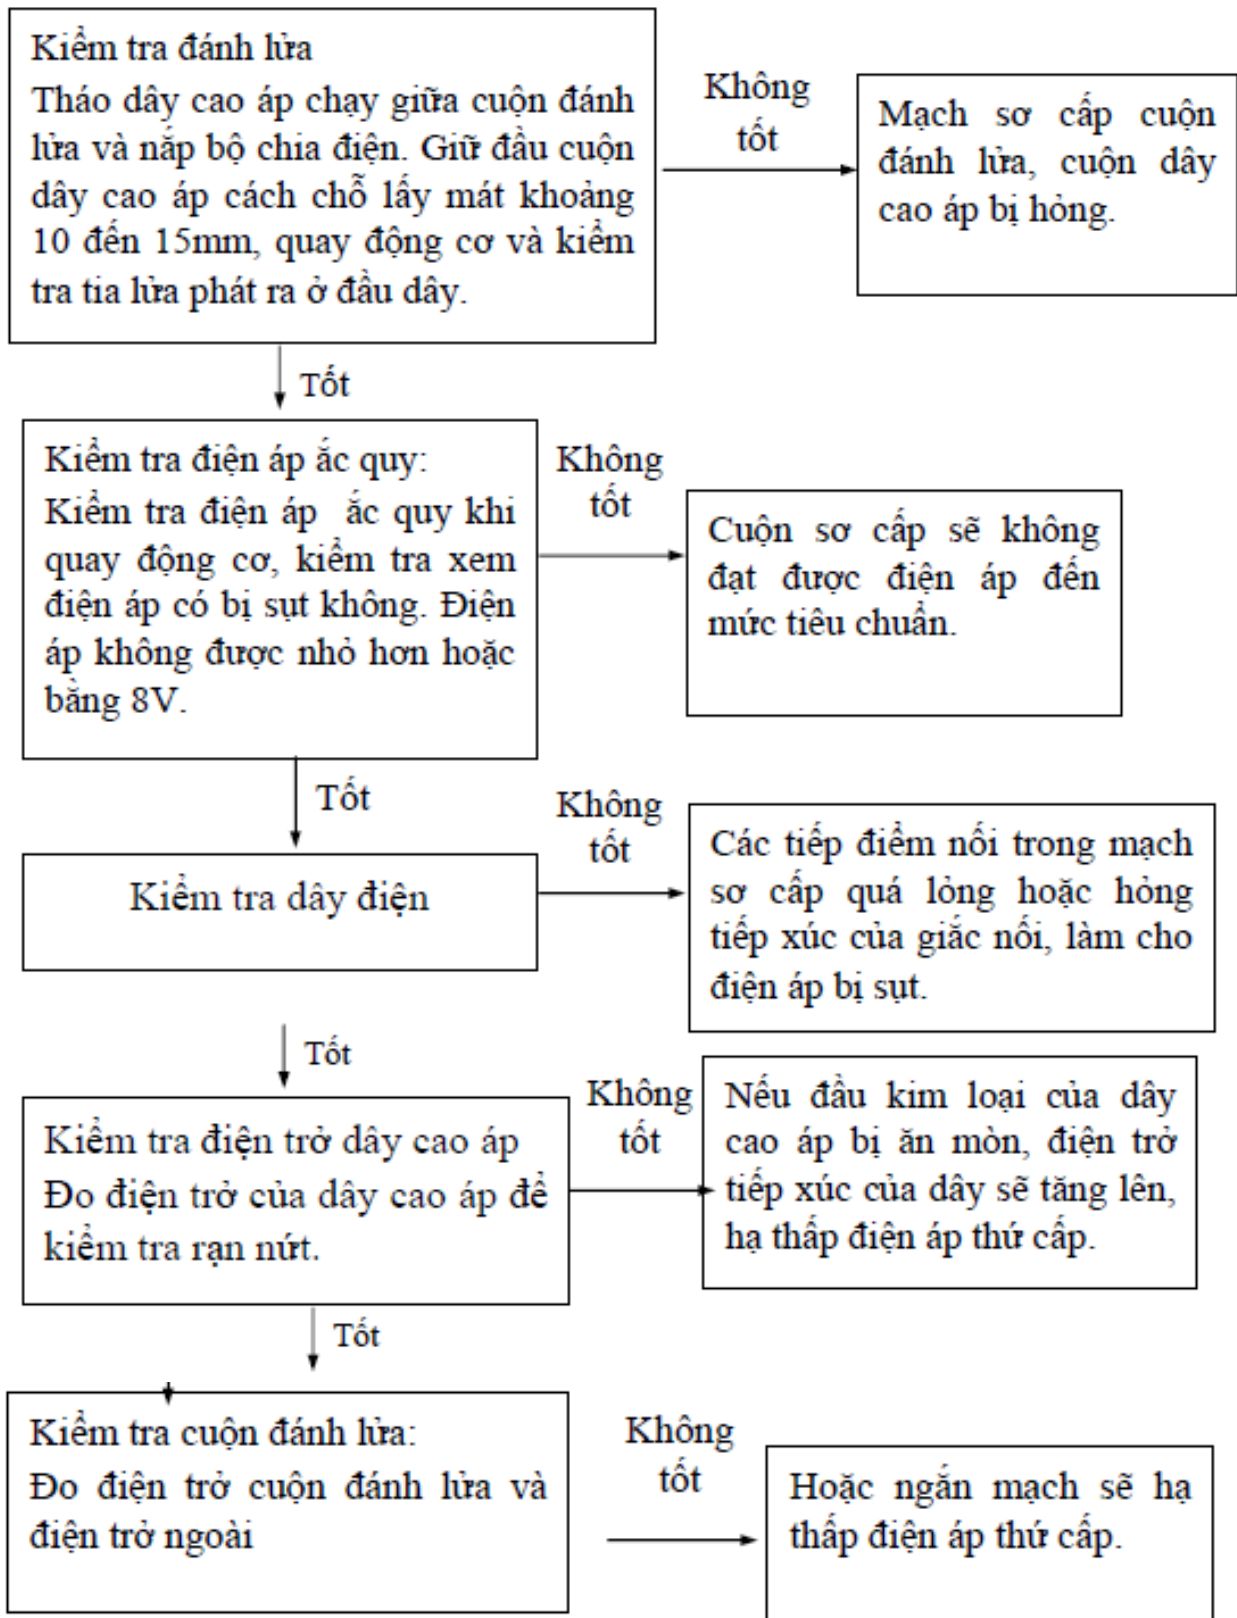 Kiểm tra đánh lửa
Tháo dây cao áp chạy giữa cuộn đánh
lửa và nắp bộ chia điện. Giữ đầu cuộn
dây cao áp cách chỗ lấy mát khoảng
10 đến 15mm, quay động cơ và kiểm
tra tia lửa phát ra ở đầu dây.
Không
tốt
Mạch sơ cấp cuộn
đánh lửa, cuộn dây
cao áp bị hỏng.
Tốt
Kiểm tra điện áp ắc quy:
Kiểm tra điện áp ắc quy khi
quay động cơ, kiểm tra xem
điện áp có bị sụt không. Điện
áp không được nhỏ hơn hoặc
bằng 8V.
Không
tốt
Cuộn sơ cấp sẽ không
đạt được điện áp đến
mức tiêu chuẩn.
Tốt
Kiểm tra dây điện
Không
tốt
Các tiếp điểm nối trong mạch
sơ cấp quá lỏng hoặc hỏng
tiếp xúc của giắc nối, làm cho
điện áp bị sụt.
Tốt
Kiểm tra điện trở dây cao áp
Đo điện trở của dây cao áp để
kiểm tra rạn nứt.
Không
tốt
Nếu đầu kim loại của dây
cao áp bị ăn mòn, điện trở
tiếp xúc của dây sẽ tăng lên,
hạ thấp điện áp thứ cấp.
Tốt
Kiểm tra cuộn đánh lửa:
Đo điện trở cuộn đánh lửa và
điện trở ngoài
Không
tốt
Hoặc ngắn mạch sẽ hạ
thấp điện áp thứ cấp.